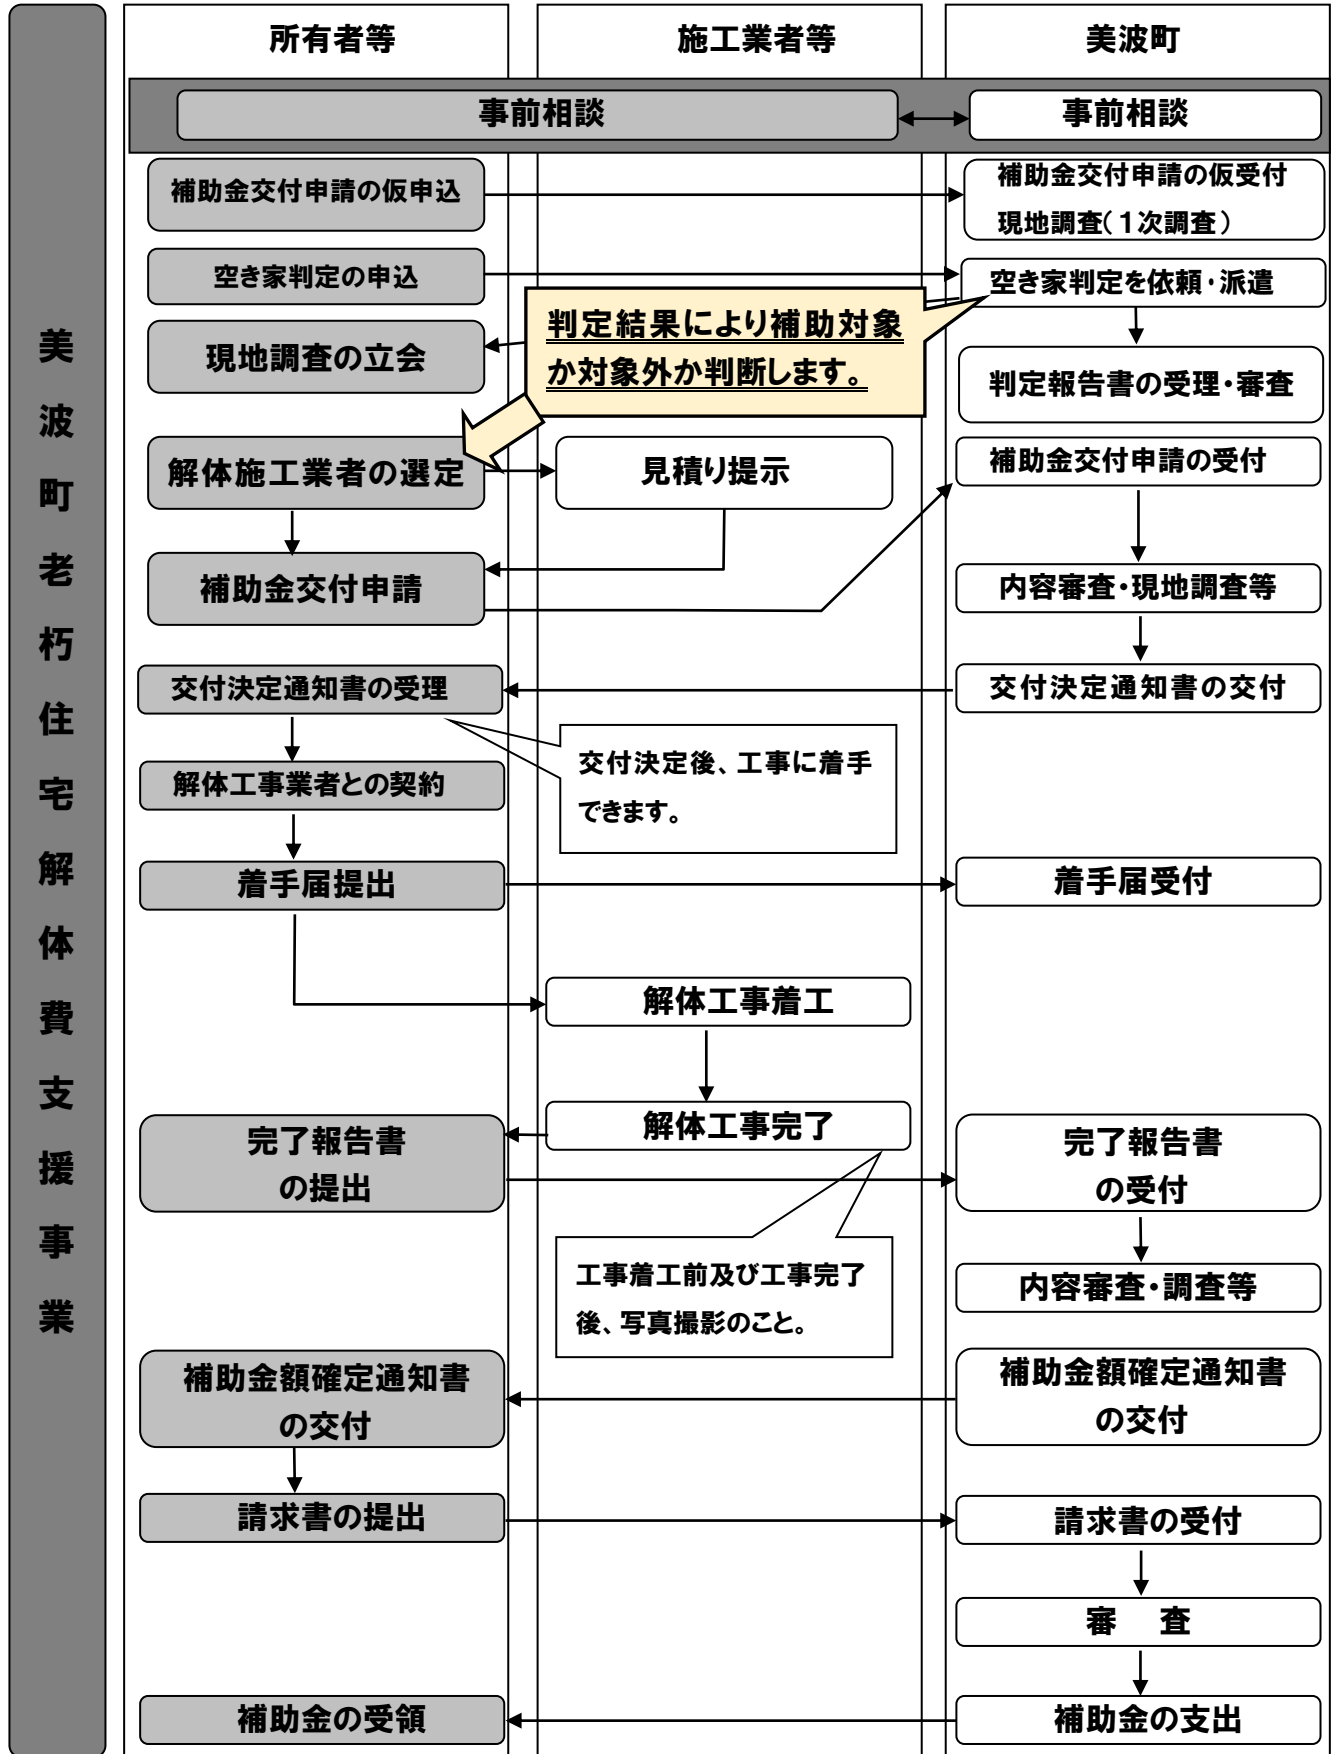 美波町老朽住宅解体費支援事業
所有者等
施工業者等
美波町
事前相談
事前相談
補助金交付申請の仮申込
補助金交付申請の仮受付
現地調査(1次調査)
空き家判定の申込
空き家判定を依頼・派遣
判定結果により補助対象
か対象外か判断します。
現地調査の立会
判定報告書の受理・審査
解体施工業者の選定
見積り提示
補助金交付申請の受付
補助金交付申請
内容審査・現地調査等
交付決定通知書の受理
交付決定通知書の交付
交付決定後、工事に着手
できます。
解体工事業者との契約
着手届提出
着手届受付
解体工事着工
解体工事完了
完了報告書
の提出
完了報告書
の受付
工事着工前及び工事完了
後、写真撮影のこと。
内容審査・調査等
補助金額確定通知書
の交付
補助金額確定通知書
の交付
請求書の提出
請求書の受付
審 査
補助金の受領
補助金の支出